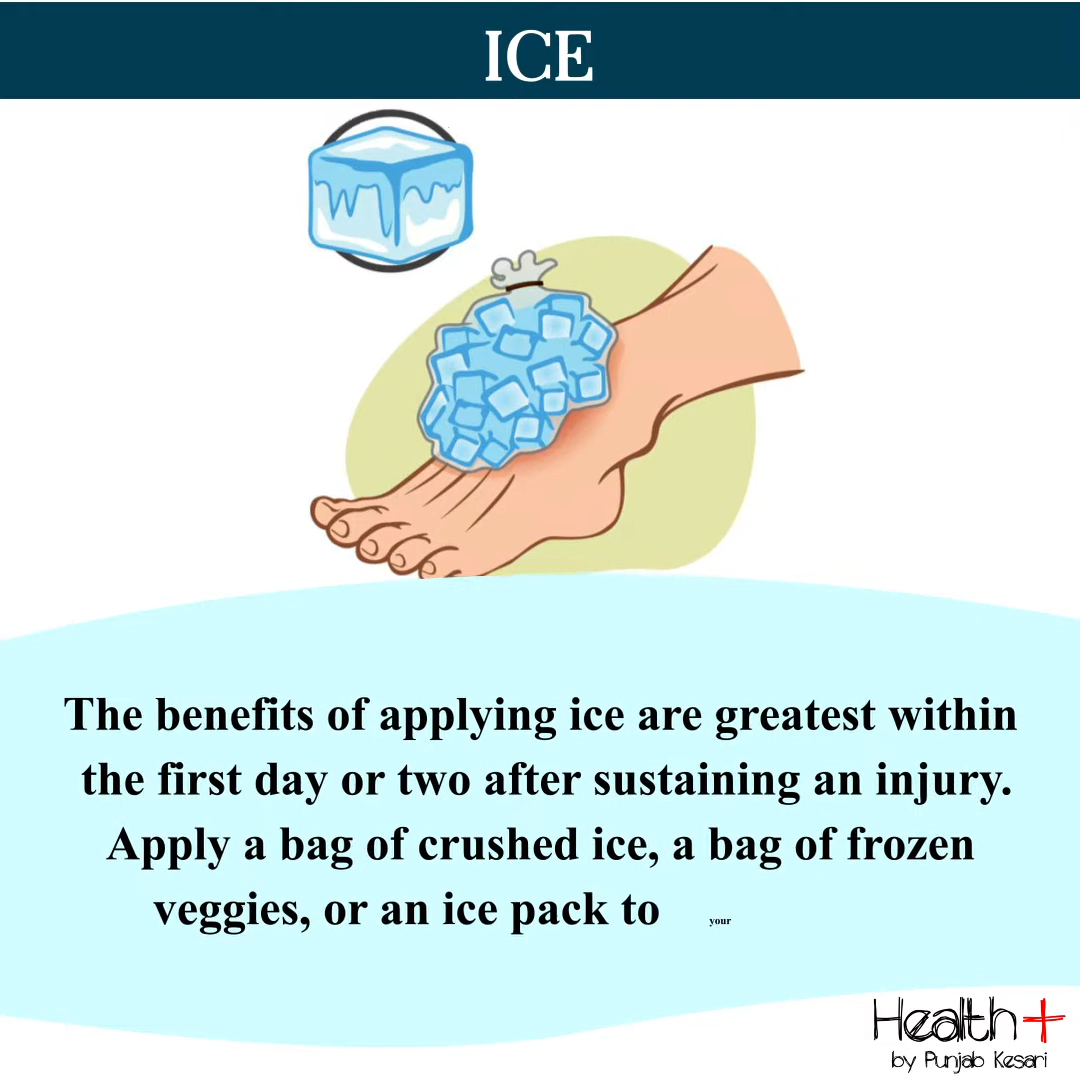 ICE
The benefits of applying ice are greatest within
the first day or two after sustaining an injury.
Apply a bag of crushed ice, a bag of frozen
veggies, or an ice pack to your
Health+
by Punjab Kesari